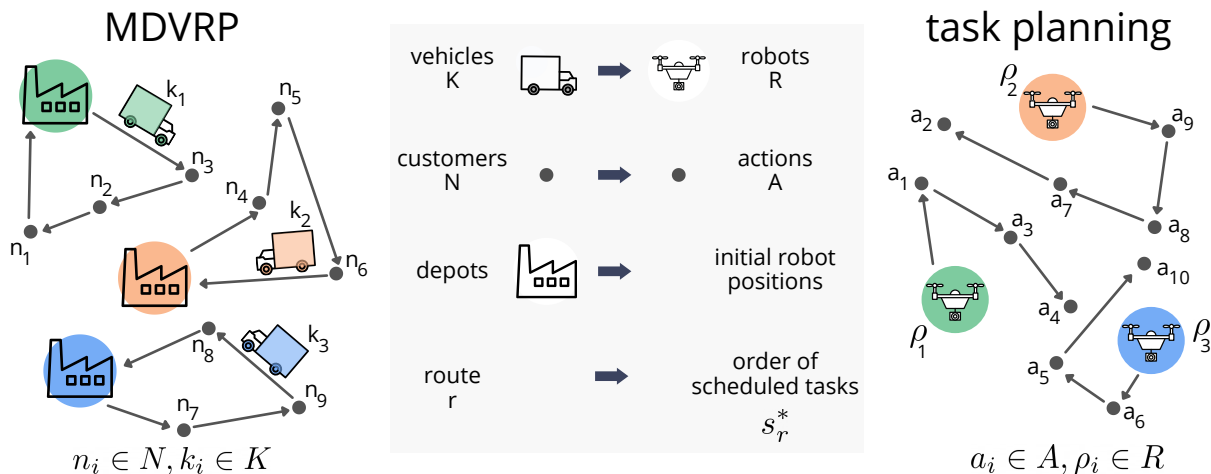 MDVRP
k₁
n₅
n₃
n₂
n₄
k₂
n₁
n₆
n₈
k₃
n₇
n₉
nᵢ ∈ N, kᵢ ∈ K
vehicles
K
robots
R
customers
N
actions
A
depots
initial robot
positions
route
r
order of
scheduled tasks
s*ᵣ
task planning
ρ₂
a₂
a₉
a₁
a₇
a₃
a₈
a₁₀
a₄
ρ₁
ρ₃
a₅
a₆
aᵢ ∈ A, ρᵢ ∈ R